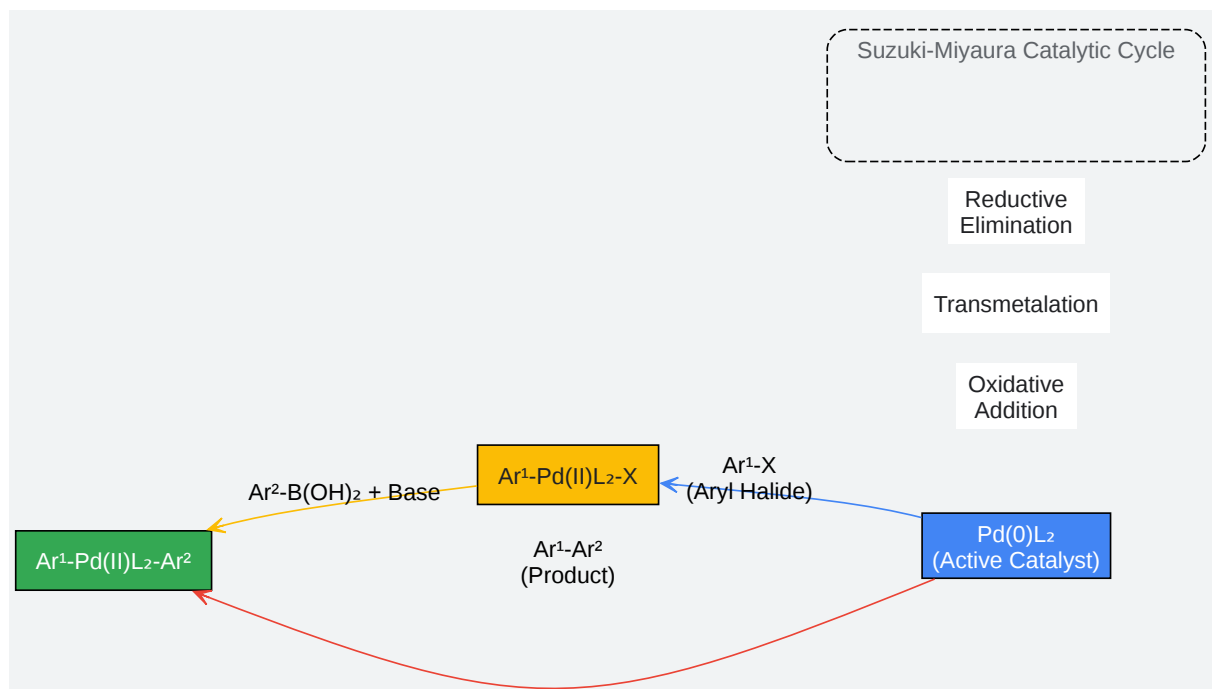 Suzuki-Miyaura Catalytic Cycle
Reductive
Elimination
Transmetalation
Oxidative
Addition
Ar¹-X
(Aryl Halide)
Ar¹-Pd(II)L₂-X
Ar²-B(OH)₂ + Base
Pd(0)L₂
(Active Catalyst)
Ar¹-Ar²
(Product)
Ar¹-Pd(II)L₂-Ar²